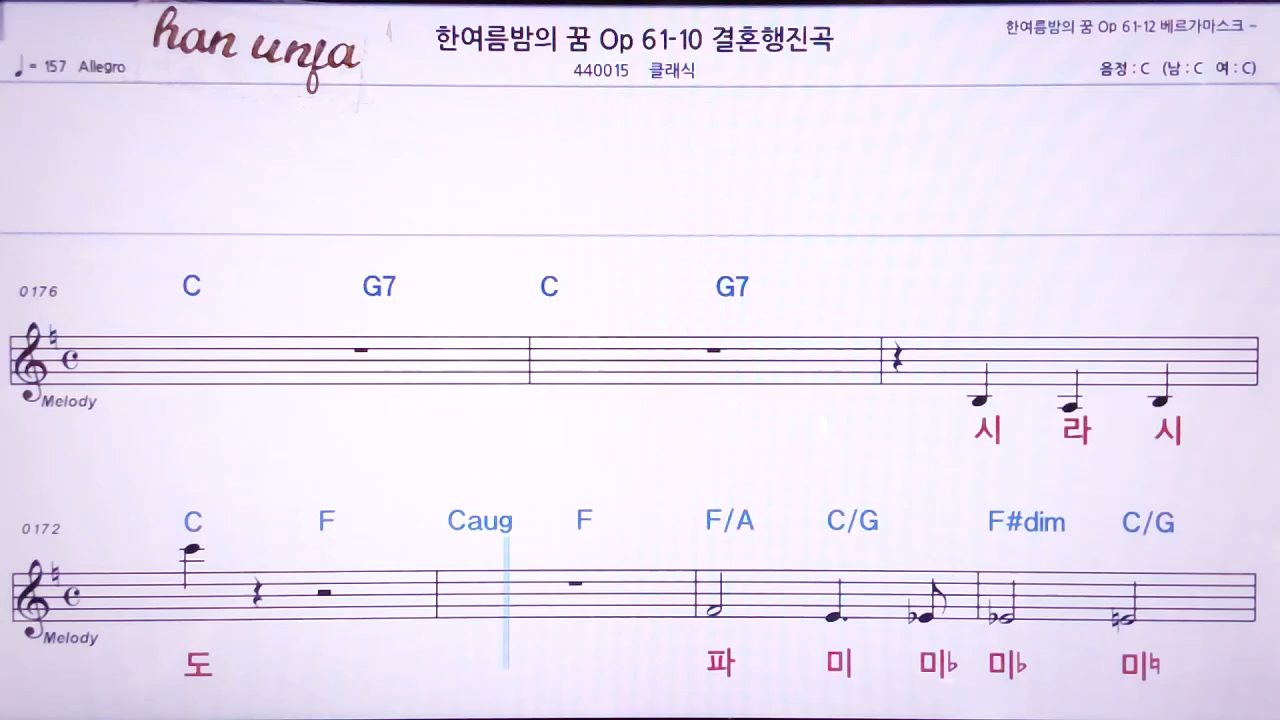 han unfa
한여름밤의 꿈 Op 61-10 결혼행진곡
한여름밤의 꿈 Op 61-12 베르가마스크 -
♩= 157 Allegro
440015 클래식
음정 : C (남 : C 여 : C)
0176 C G7 C G7
Melody
시 라 시
0172 C F Caug F F/A C/G F#dim C/G
Melody
도 파 미 미♭ 미♭ 미♮